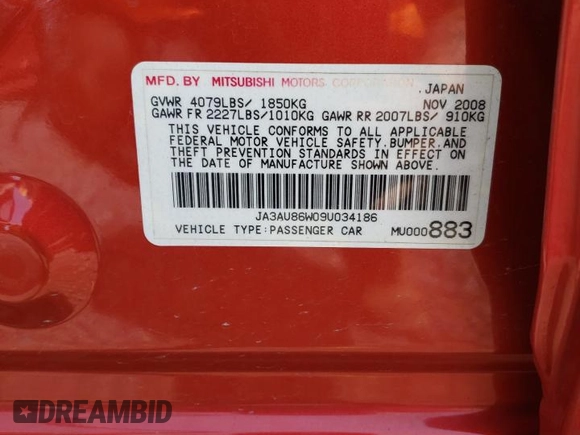 MFD. BY MITSUBISHI MOTORS CORPORATION, JAPAN
GVWR 4079LBS/ 1850KG NOV 2008
GAWR FR 2227LBS/1010KG GAWR RR 2007LBS/ 910KG
THIS VEHICLE CONFORMS TO ALL APPLICABLE
FEDERAL MOTOR VEHICLE SAFETY, BUMPER, AND
THEFT PREVENTION STANDARDS IN EFFECT ON
THE DATE OF MANUFACTURE SHOWN ABOVE.
JA3AU86W09U034186
VEHICLE TYPE:PASSENGER CAR MU000883
DREAMBID